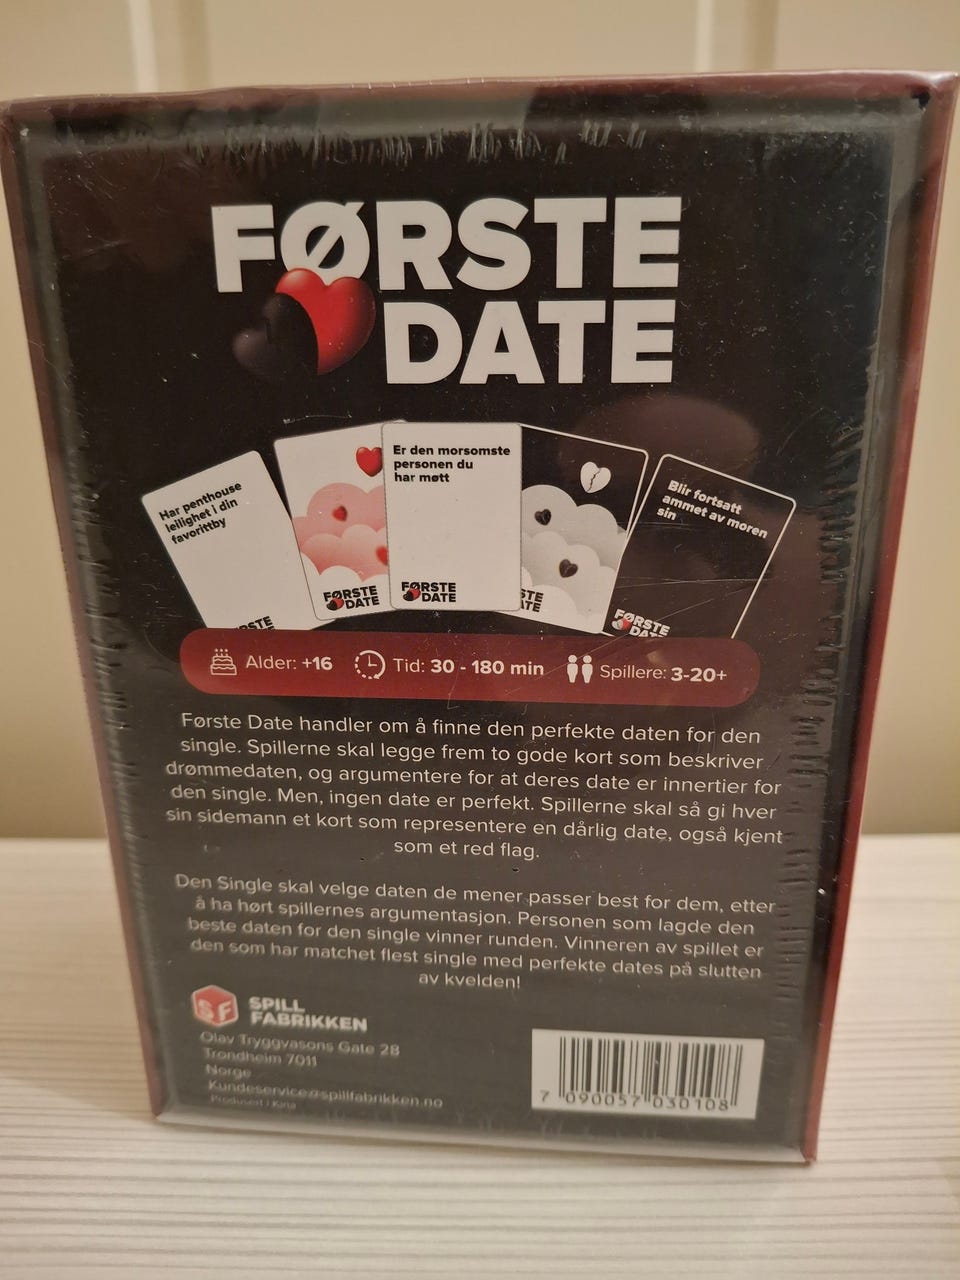 FØRSTE
DATE
Har penthouse
leilighet i din
favorittby
Er den morsomste
personen du
har møtt
Blir fortsatt
ammet av moren
sin
RSTE
FØRSTE
DATE
FØRSTE
DATE
STE
ATE
FØRSTE
DATE
Alder: +16
Tid: 30 - 180 min
Spillere: 3-20+
Første Date handler om å finne den perfekte daten for den
single. Spillerne skal legge frem to gode kort som beskriver
drømmedaten, og argumentere for at deres date er innertier for
den single. Men, ingen date er perfekt. Spillerne skal så gi hver
sin sidemann et kort som representere en dårlig date, også kjent
som et red flag.
Den Single skal velge daten de mener passer best for dem, etter
å ha hørt spillernes argumentasjon. Personen som lagde den
beste daten for den single vinner runden. Vinneren av spillet er
den som har matchet flest single med perfekte dates på slutten
av kvelden!
SF
SPILL
FABRIKKEN
Olav Tryggvasons Gate 28
Trondheim 7011
Norge
Kundeservice@spillfabrikken.no
Produsert i Kina
7 090057 030108